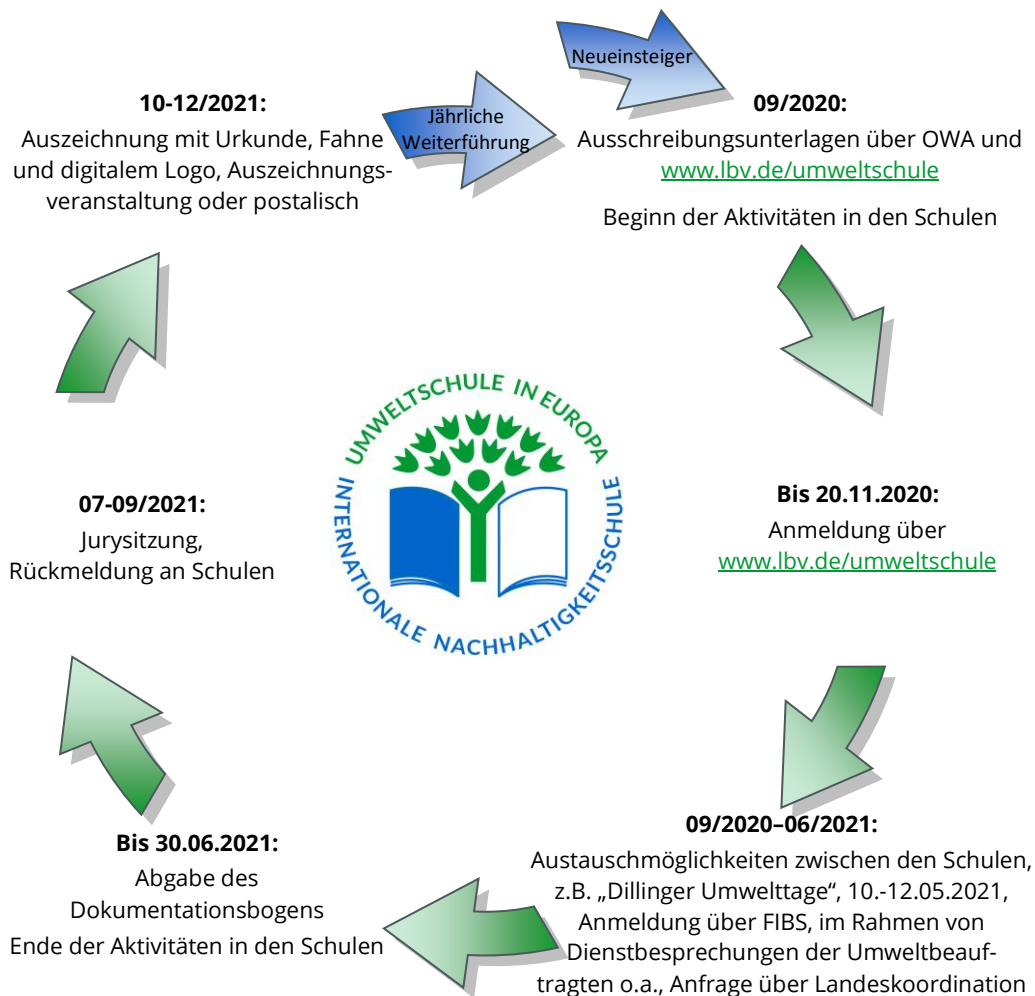 Neueinsteiger
09/2020:
Ausschreibungsunterlagen über OWA und
www.lbv.de/umweltschule
Beginn der Aktivitäten in den Schulen
Bis 20.11.2020:
Anmeldung über
www.lbv.de/umweltschule
09/2020–06/2021:
Austauschmöglichkeiten zwischen den Schulen,
z.B. „Dillinger Umwelttage“, 10.-12.05.2021,
Anmeldung über FIBS, im Rahmen von
Dienstbesprechungen der Umweltbeauf-
tragten o.a., Anfrage über Landeskoordination
Bis 30.06.2021:
Abgabe des
Dokumentationsbogens
Ende der Aktivitäten in den Schulen
07-09/2021:
Jurysitzung,
Rückmeldung an Schulen
10-12/2021:
Auszeichnung mit Urkunde, Fahne
und digitalem Logo, Auszeichnungs-
veranstaltung oder postalisch
Jährliche
Weiterführung
UMWELTSCHULE IN EUROPA
INTERNATIONALE NACHHALTIGKEITSSCHULE